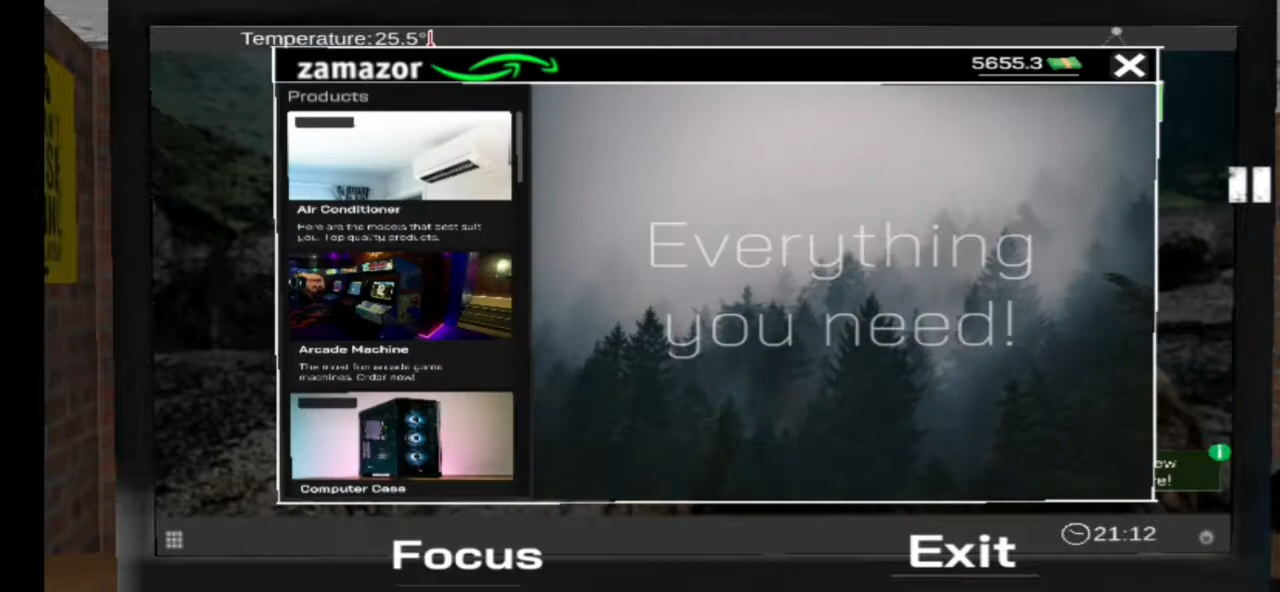 Temperature:25.5°
zamazor
5655.3
Products
Air Conditioner
Here are the models that best suit
you. Top quality products.
Arcade Machine
The most fun arcade game
machines. Order now!
Computer Case
Everything
you need!
21:12
Focus
Exit